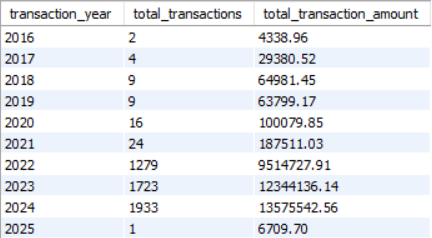 transaction_year total_transactions total_transaction_amount
2016 2 4338.96
2017 4 29380.52
2018 9 64981.45
2019 9 63799.17
2020 16 100079.85
2021 24 187511.03
2022 1279 9514727.91
2023 1723 12344136.14
2024 1933 13575542.56
2025 1 6709.70